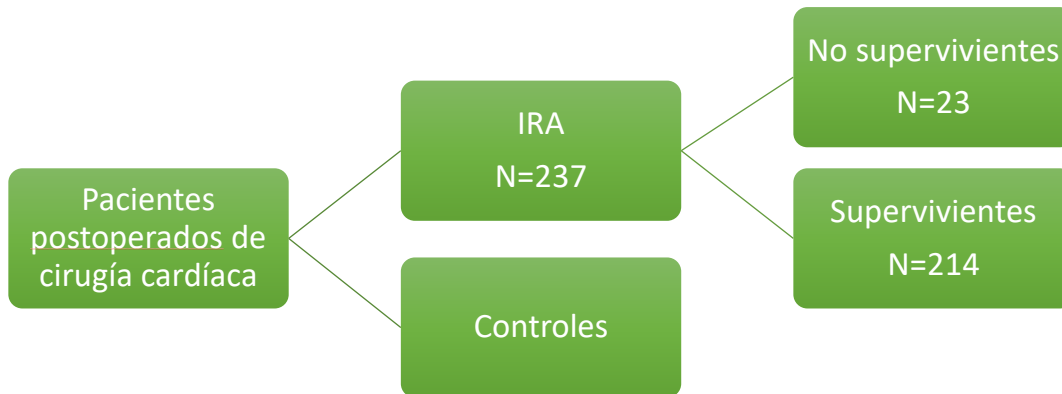 Pacientes
postoperados de
cirugía cardíaca
IRA
N=237
Controles
No supervivientes
N=23
Supervivientes
N=214